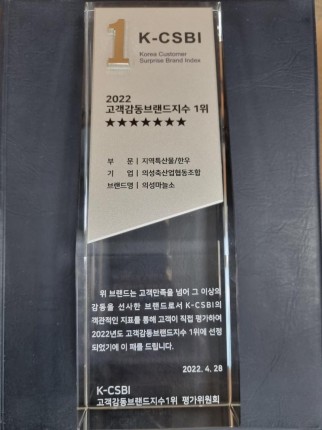 1 K-CSBI
Korea Customer
Surprise Brand Index
2022
고객감동브랜드지수 1위
★★★★★★★
부 문 | 지역특산물/한우
기 업 | 의성축산업협동조합
브랜드명 | 의성마늘소
위 브랜드는 고객만족을 넘어 그 이상의
감동을 선사한 브랜드로서 K-CSBI의
객관적인 지표를 통해 고객이 직접 평가하여
2022년도 고객감동브랜드지수 1위에 선정
되었기에 이 패를 드립니다.
2022. 4. 28
K-CSBI
고객감동브랜드지수1위 평가위원회